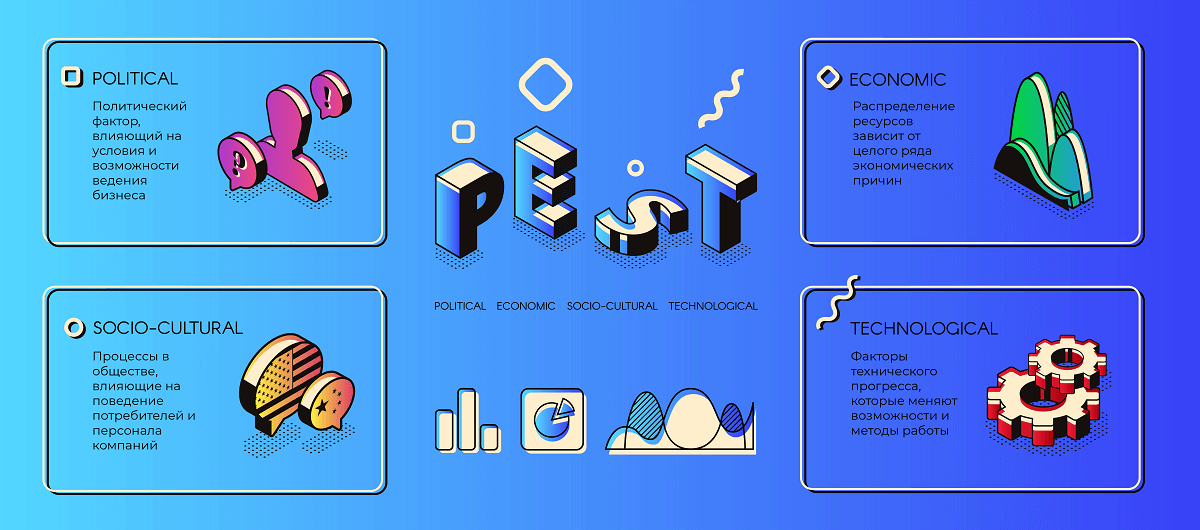 POLITICAL
Политический
фактор,
влияющий на
условия и
возможности
ведения
бизнеса
PEST
POLITICAL ECONOMIC SOCIO-CULTURAL TECHNOLOGICAL
ECONOMIC
Распределение
ресурсов
зависит от
целого ряда
экономических
причин
SOCIO-CULTURAL
Процессы в
обществе,
влияющие на
поведение
потребителей и
персонала
компаний
TECHNOLOGICAL
Факторы
технического
прогресса,
которые меняют
возможности и
методы работы